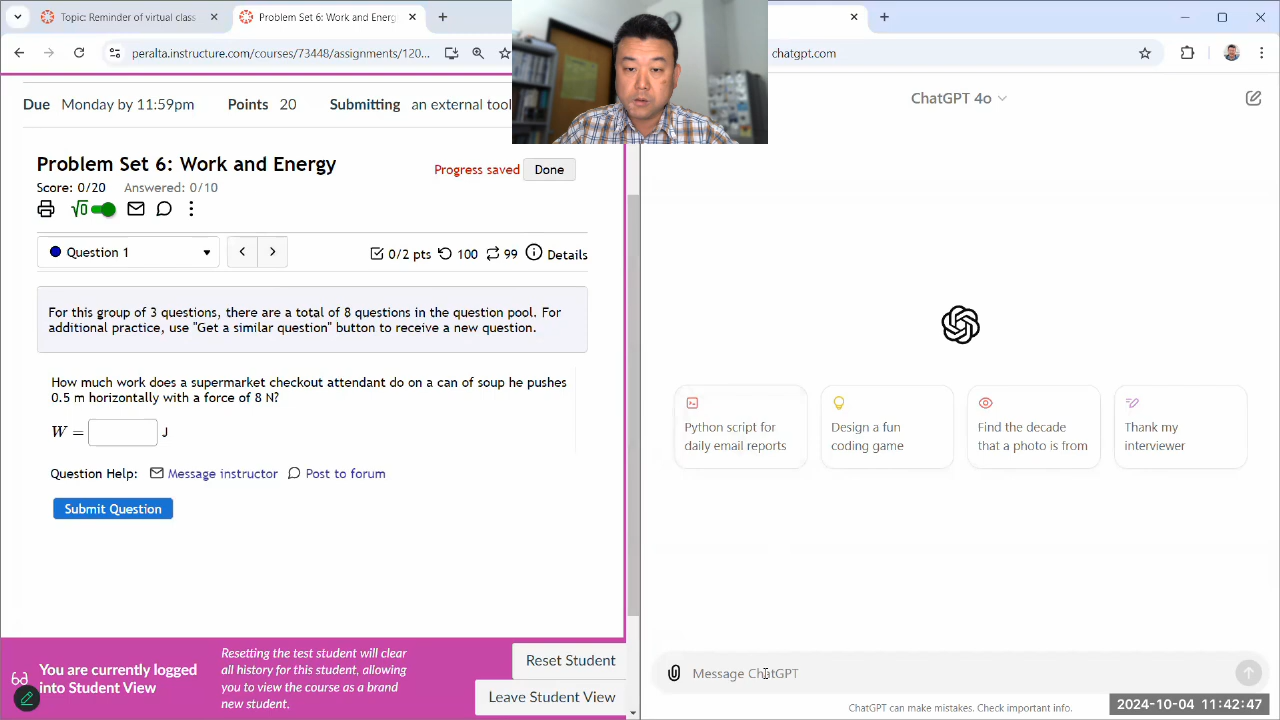 Topic: Reminder of virtual class
Problem Set 6: Work and Energ
peralta.instructure.com/courses/73448/assignments/120...
chatgpt.com
Due Monday by 11:59pm Points 20 Submitting an external tool
ChatGPT 4o
Problem Set 6: Work and Energy
Progress saved
Done
Score: 0/20 Answered: 0/10
√0
Question 1
0/2 pts 100 99 Details
For this group of 3 questions, there are a total of 8 questions in the question pool. For
additional practice, use "Get a similar question" button to receive a new question.
How much work does a supermarket checkout attendant do on a can of soup he pushes
0.5 m horizontally with a force of 8 N?
W = J
Question Help: Message instructor Post to forum
Submit Question
Python script for
daily email reports
Design a fun
coding game
Find the decade
that a photo is from
Thank my
interviewer
You are currently logged
into Student View
Resetting the test student will clear
all history for this student, allowing
you to view the course as a brand
new student.
Reset Student
Leave Student View
Message ChatGPT
ChatGPT can make mistakes. Check important info.
2024-10-04 11:42:47